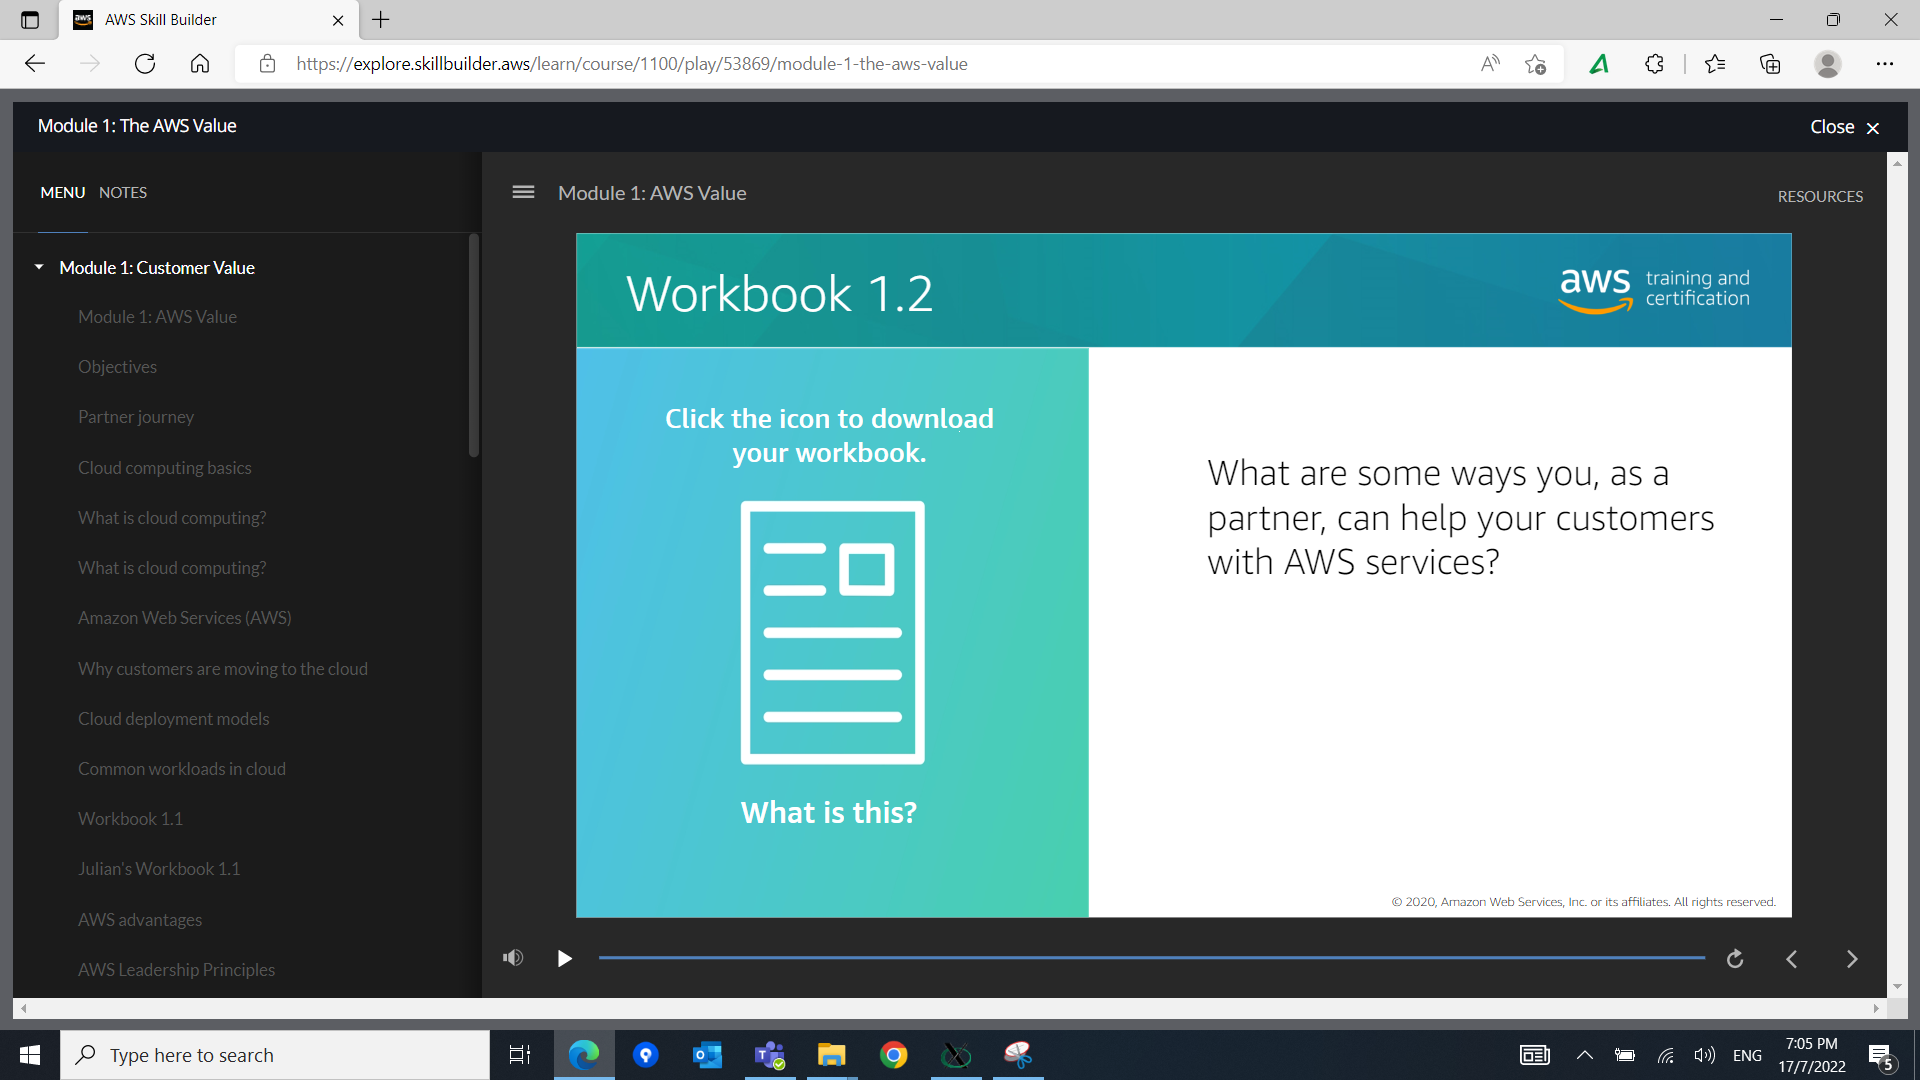 AWS Skill Builder
https://explore.skillbuilder.aws/learn/course/1100/play/53869/module-1-the-aws-value
Module 1: The AWS Value
Close
MENU NOTES
Module 1: Customer Value
Module 1: AWS Value
Objectives
Partner journey
Cloud computing basics
What is cloud computing?
What is cloud computing?
Amazon Web Services (AWS)
Why customers are moving to the cloud
Cloud deployment models
Common workloads in cloud
Workbook 1.1
Julian's Workbook 1.1
AWS advantages
AWS Leadership Principles
Module 1: AWS Value
RESOURCES
Workbook 1.2
aws training and
certification
Click the icon to download
your workbook.
What is this?
What are some ways you, as a
partner, can help your customers
with AWS services?
© 2020, Amazon Web Services, Inc. or its affiliates. All rights reserved.
Type here to search
ENG
7:05 PM
17/7/2022
5